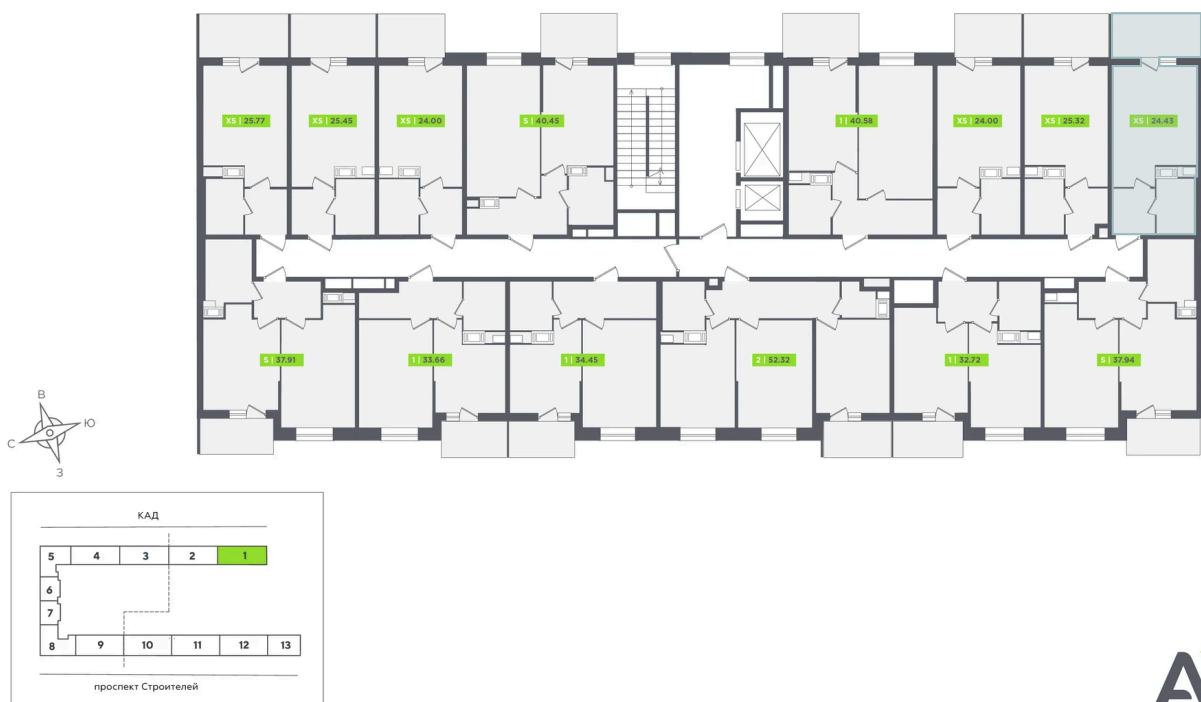 XS | 25.77
XS | 25.45
XS | 24.00
S | 40.45
1 | 40.58
XS | 24.00
XS | 25.32
XS | 24.43
S | 37.91
1 | 33.66
1 | 34.45
2 | 52.32
1 | 32.72
S | 37.94
В
Ю
С
З
КАД
5 4 3 2 1
6
7
8 9 10 11 12 13
проспект Строителей